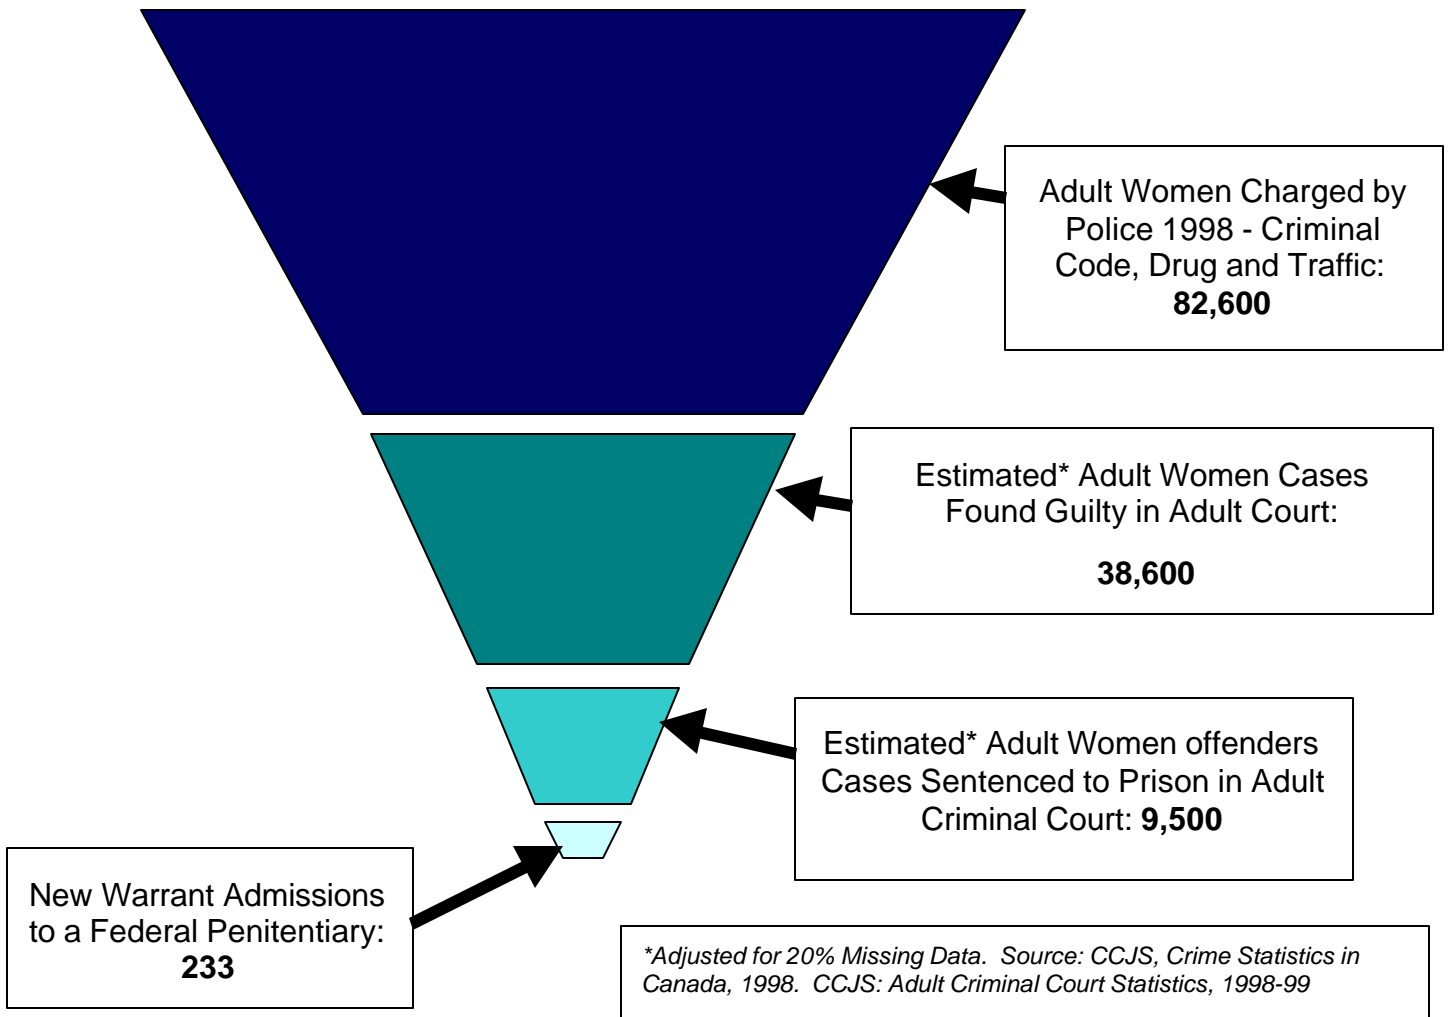 Adult Women Charged by
Police 1998 - Criminal
Code, Drug and Traffic:
82,600
Estimated* Adult Women Cases
Found Guilty in Adult Court:
38,600
Estimated* Adult Women offenders
Cases Sentenced to Prison in Adult
Criminal Court: 9,500
New Warrant Admissions
to a Federal Penitentiary:
233
*Adjusted for 20% Missing Data.  Source: CCJS, Crime Statistics in
Canada, 1998.  CCJS: Adult Criminal Court Statistics, 1998-99